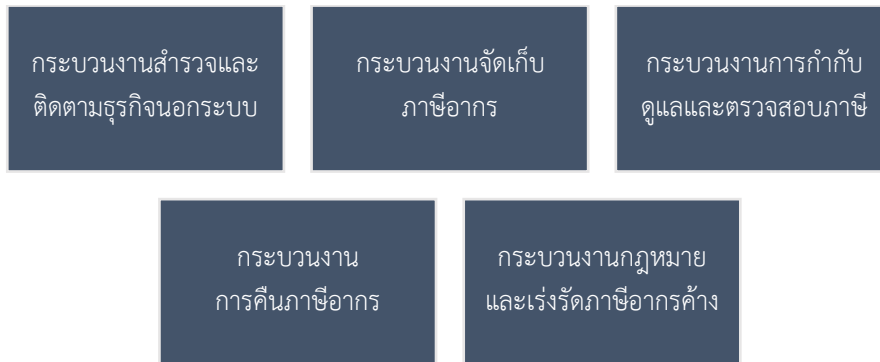 กระบวนงานสำรวจและ
ติดตามธุรกิจนอกระบบ
กระบวนงานจัดเก็บ
ภาษีอากร
กระบวนงานการกำกับ
ดูแลและตรวจสอบภาษี
กระบวนงาน
การคืนภาษีอากร
กระบวนงานกฎหมาย
และเร่งรัดภาษีอากรค้าง